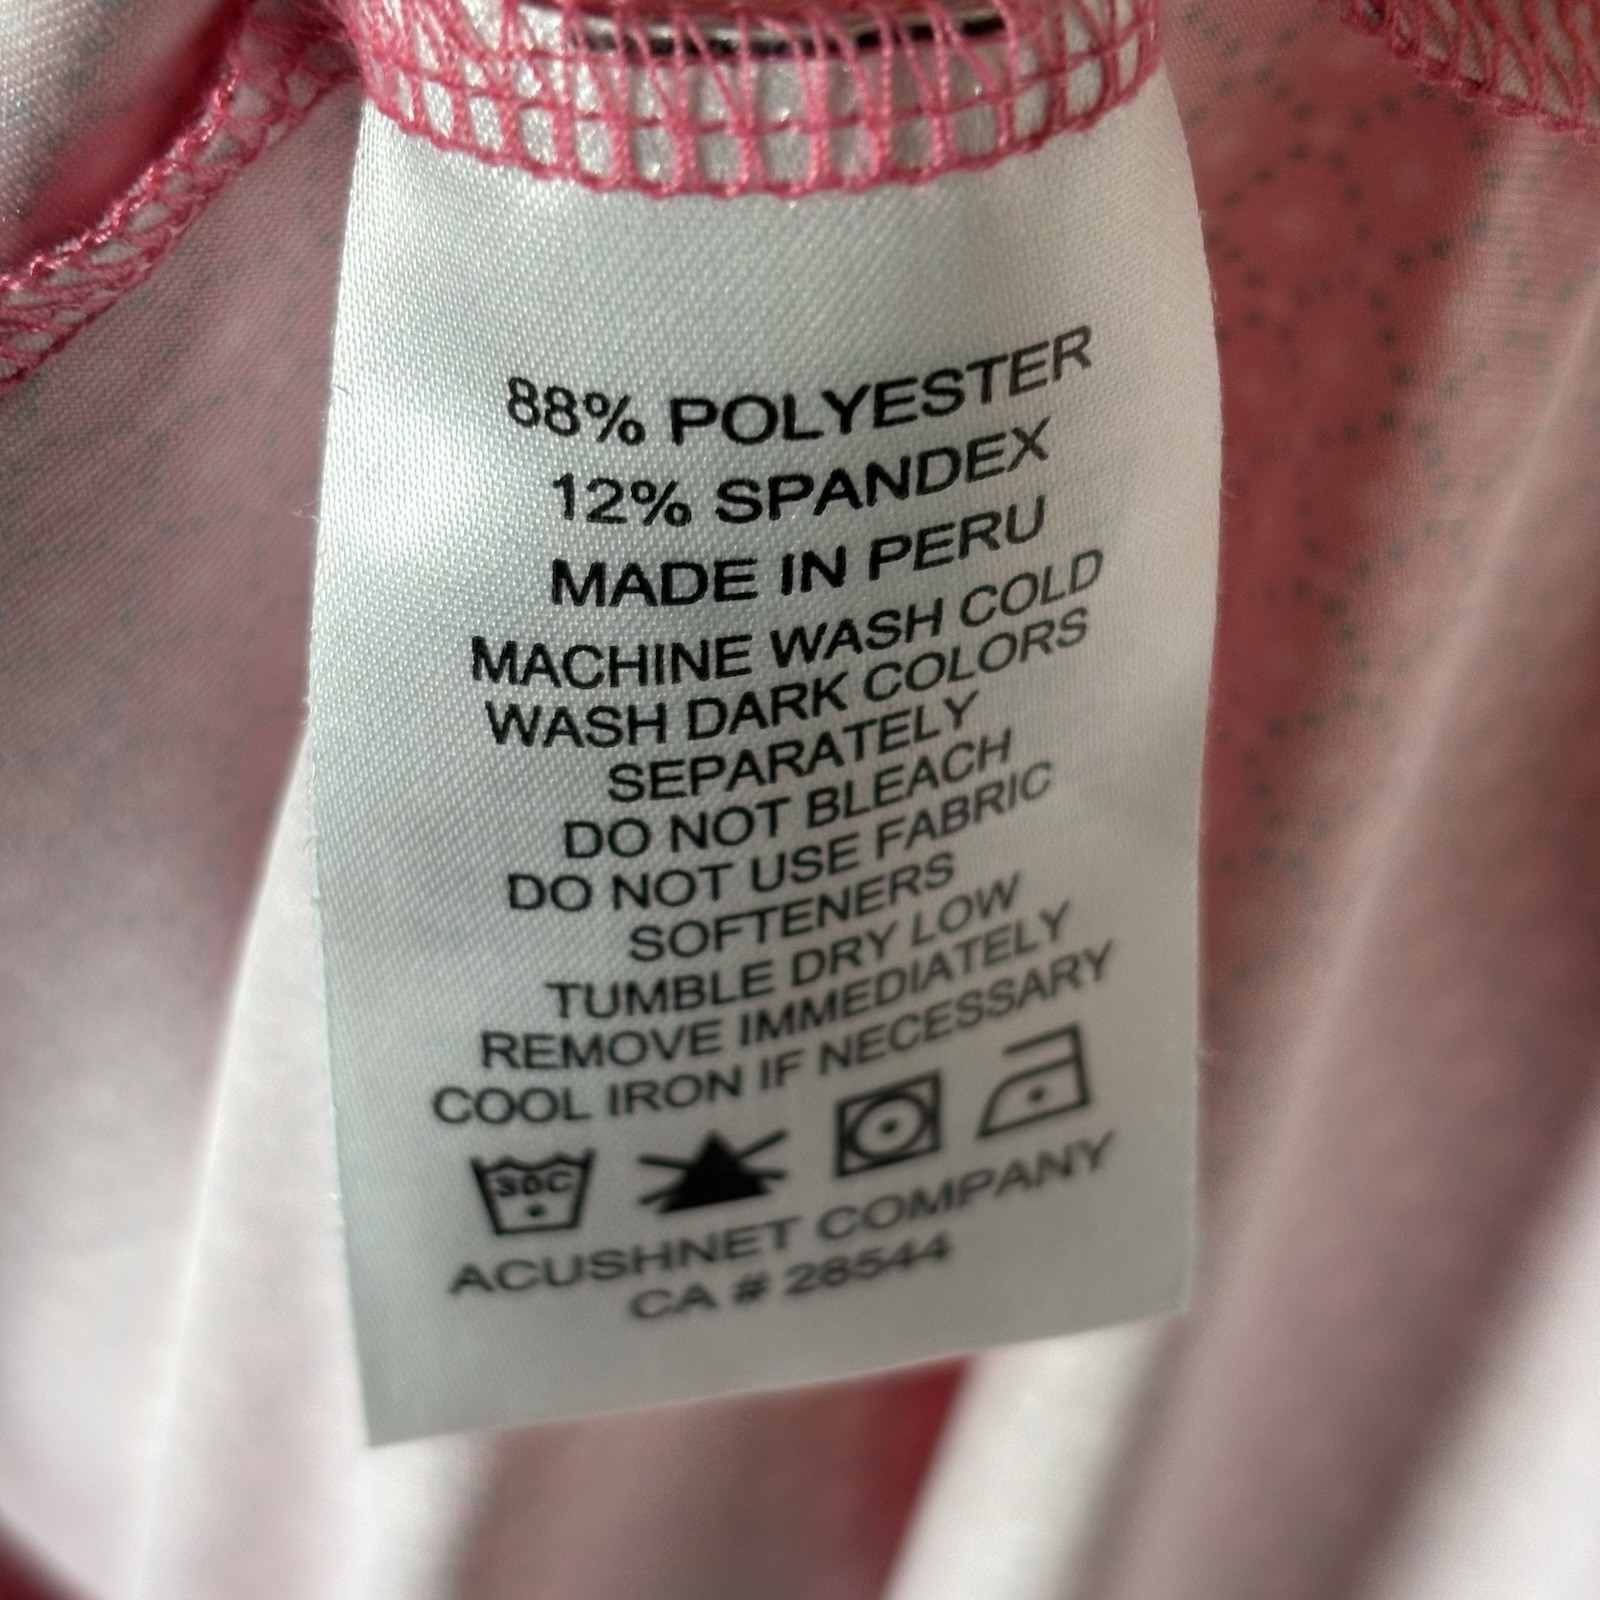 88% POLYESTER
12% SPANDEX
MADE IN PERU
MACHINE WASH COLD
WASH DARK COLORS
SEPARATELY
DO NOT BLEACH
DO NOT USE FABRIC
SOFTENERS
TUMBLE DRY LOW
REMOVE IMMEDIATELY
COOL IRON IF NECESSARY
SDC
ACUSHNET COMPANY
CA # 28544